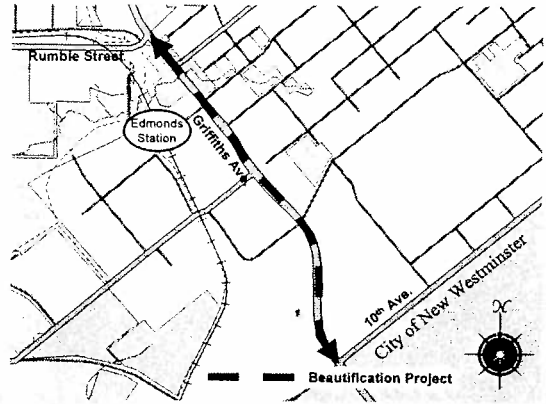 Rumble Street
Edmonds
Station
Griffiths Av.
10th Ave.
City of New Westminster
N
Beautification Project